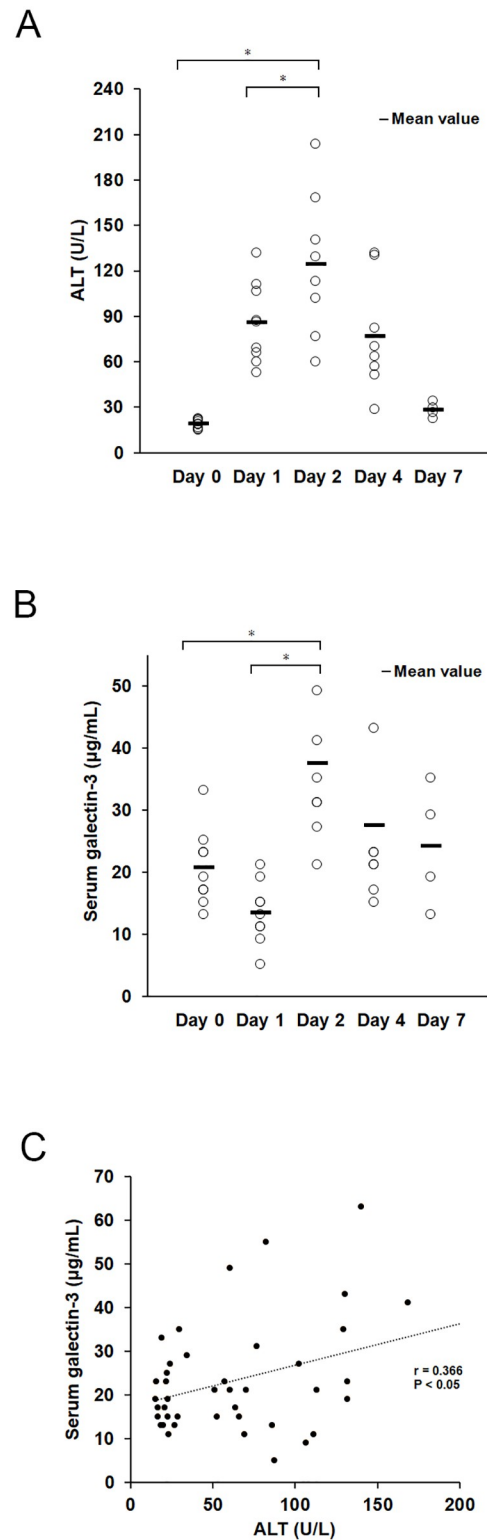 A
*
*
240
– Mean value
210
180
150
120
90
60
30
0
ALT (U/L)
Day 0 Day 1 Day 2 Day 4 Day 7
B
*
*
– Mean value
50
40
30
20
10
0
Serum galectin-3 (µg/mL)
Day 0 Day 1 Day 2 Day 4 Day 7
C
70
60
50
40
30
20
10
0
Serum galectin-3 (µg/mL)
r = 0.366
P < 0.05
0 50 100 150 200
ALT (U/L)